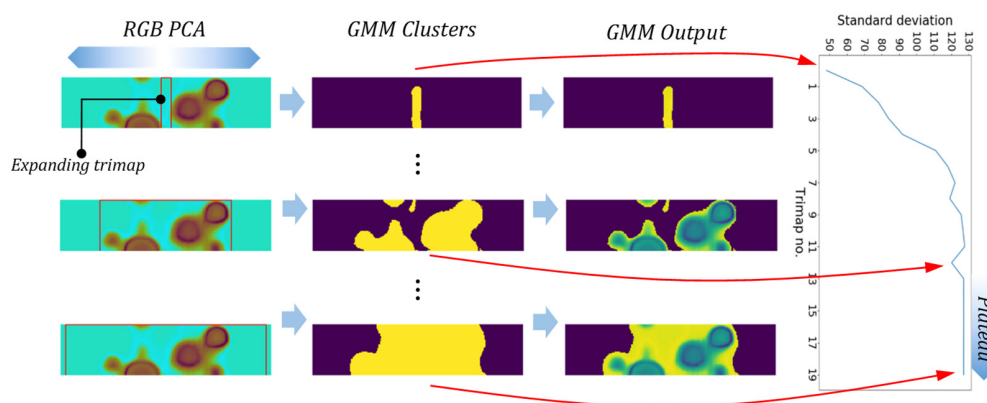 RGB PCA
GMM Clusters
GMM Output
Standard deviation
50
60
70
80
90
100
110
120
130
Expanding trimap
Trimap no.
1
3
5
7
9
11
13
15
17
19
Plateau